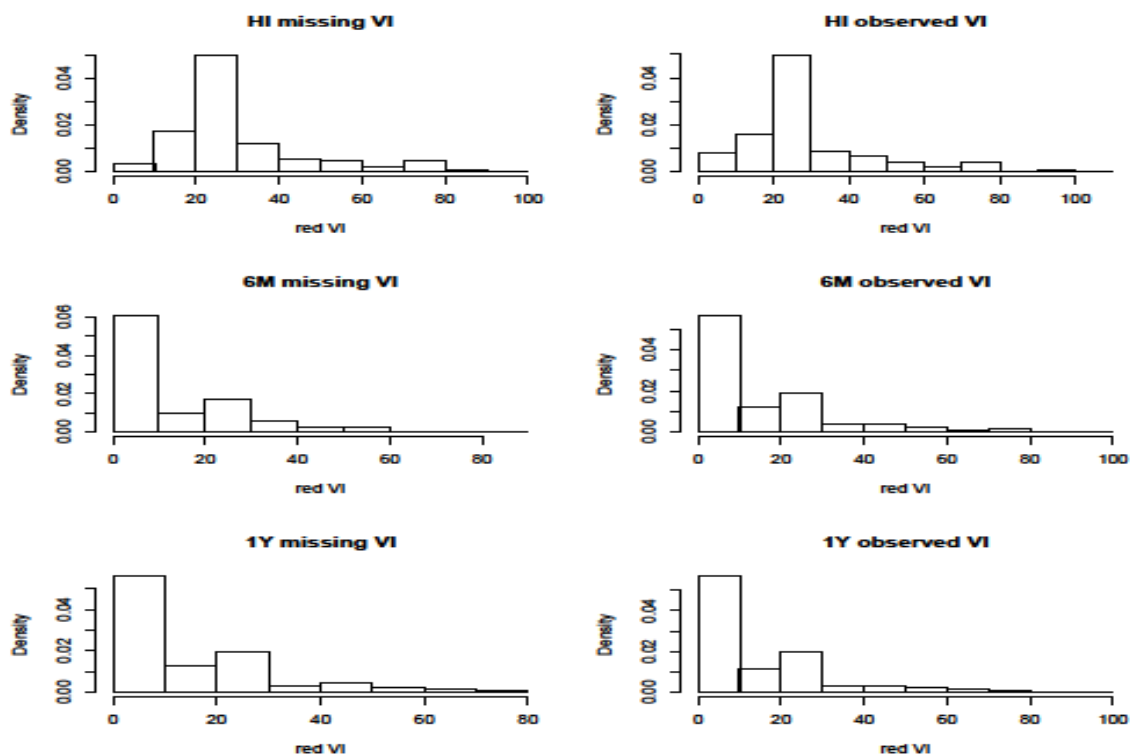 HI missing VI
Density
0.00 0.02 0.04
0 20 40 60 80 100
red VI
HI observed VI
Density
0.00 0.02 0.04
0 20 40 60 80 100
red VI
6M missing VI
Density
0.00 0.02 0.04 0.06
0 20 40 60 80
red VI
6M observed VI
Density
0.00 0.02 0.04
0 20 40 60 80 100
red VI
1Y missing VI
Density
0.00 0.02 0.04
0 20 40 60 80
red VI
1Y observed VI
Density
0.00 0.02 0.04
0 20 40 60 80 100
red VI